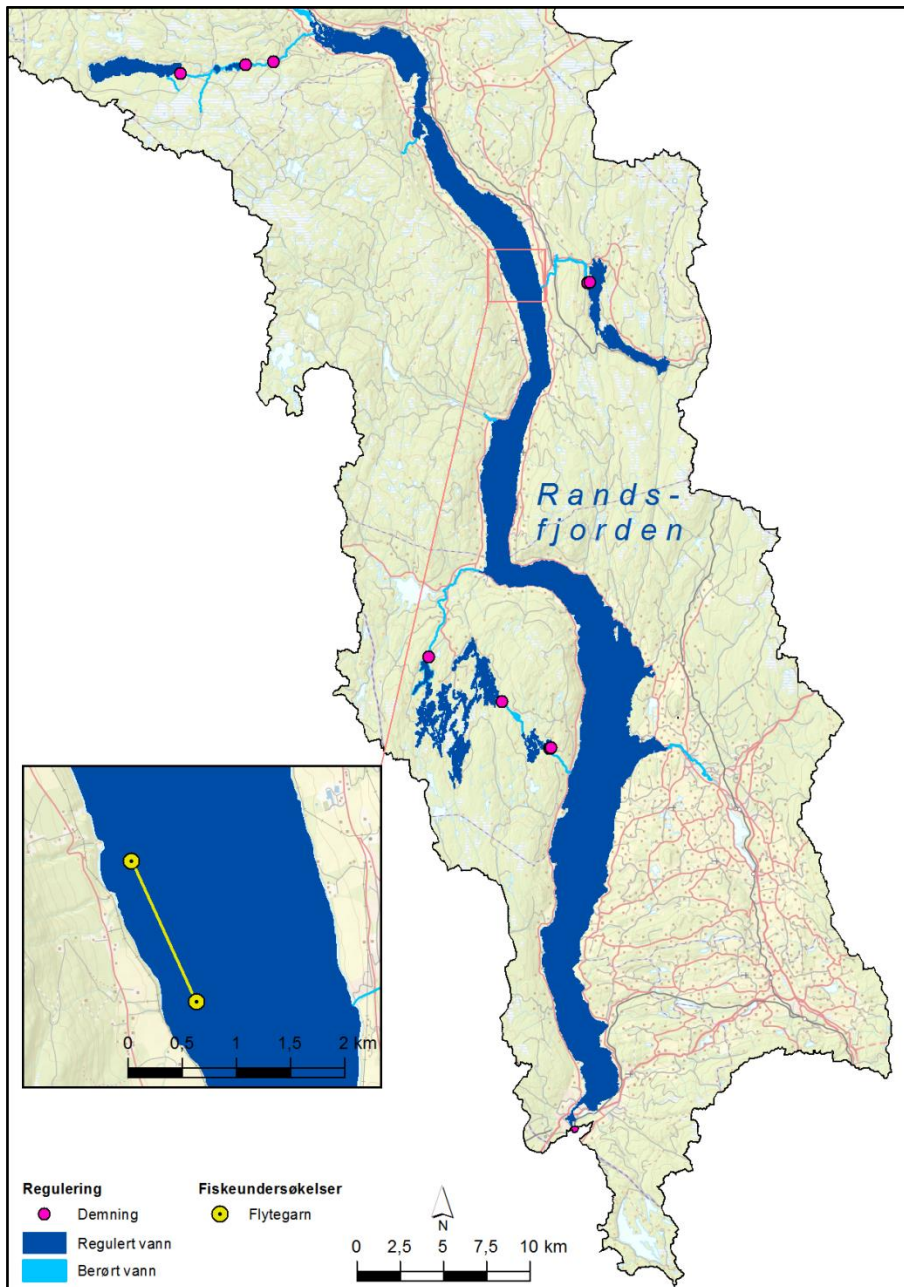 Rands-
fjorden
0 0,5 1 1,5 2 km
Regulering
Demning
Regulert vann
Berørt vann
Fiskeundersøkelser
Flytegarn
N
0 2,5 5 7,5 10 km